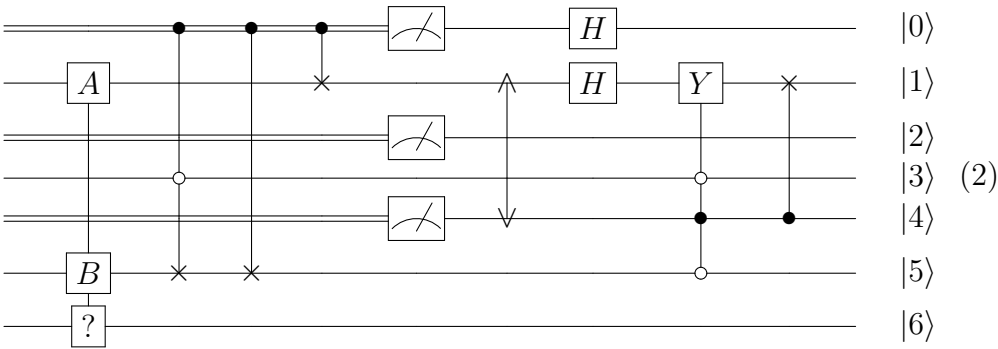 H |0⟩
A H Y |1⟩
|2⟩
|3⟩ (2)
|4⟩
B |5⟩
? |6⟩